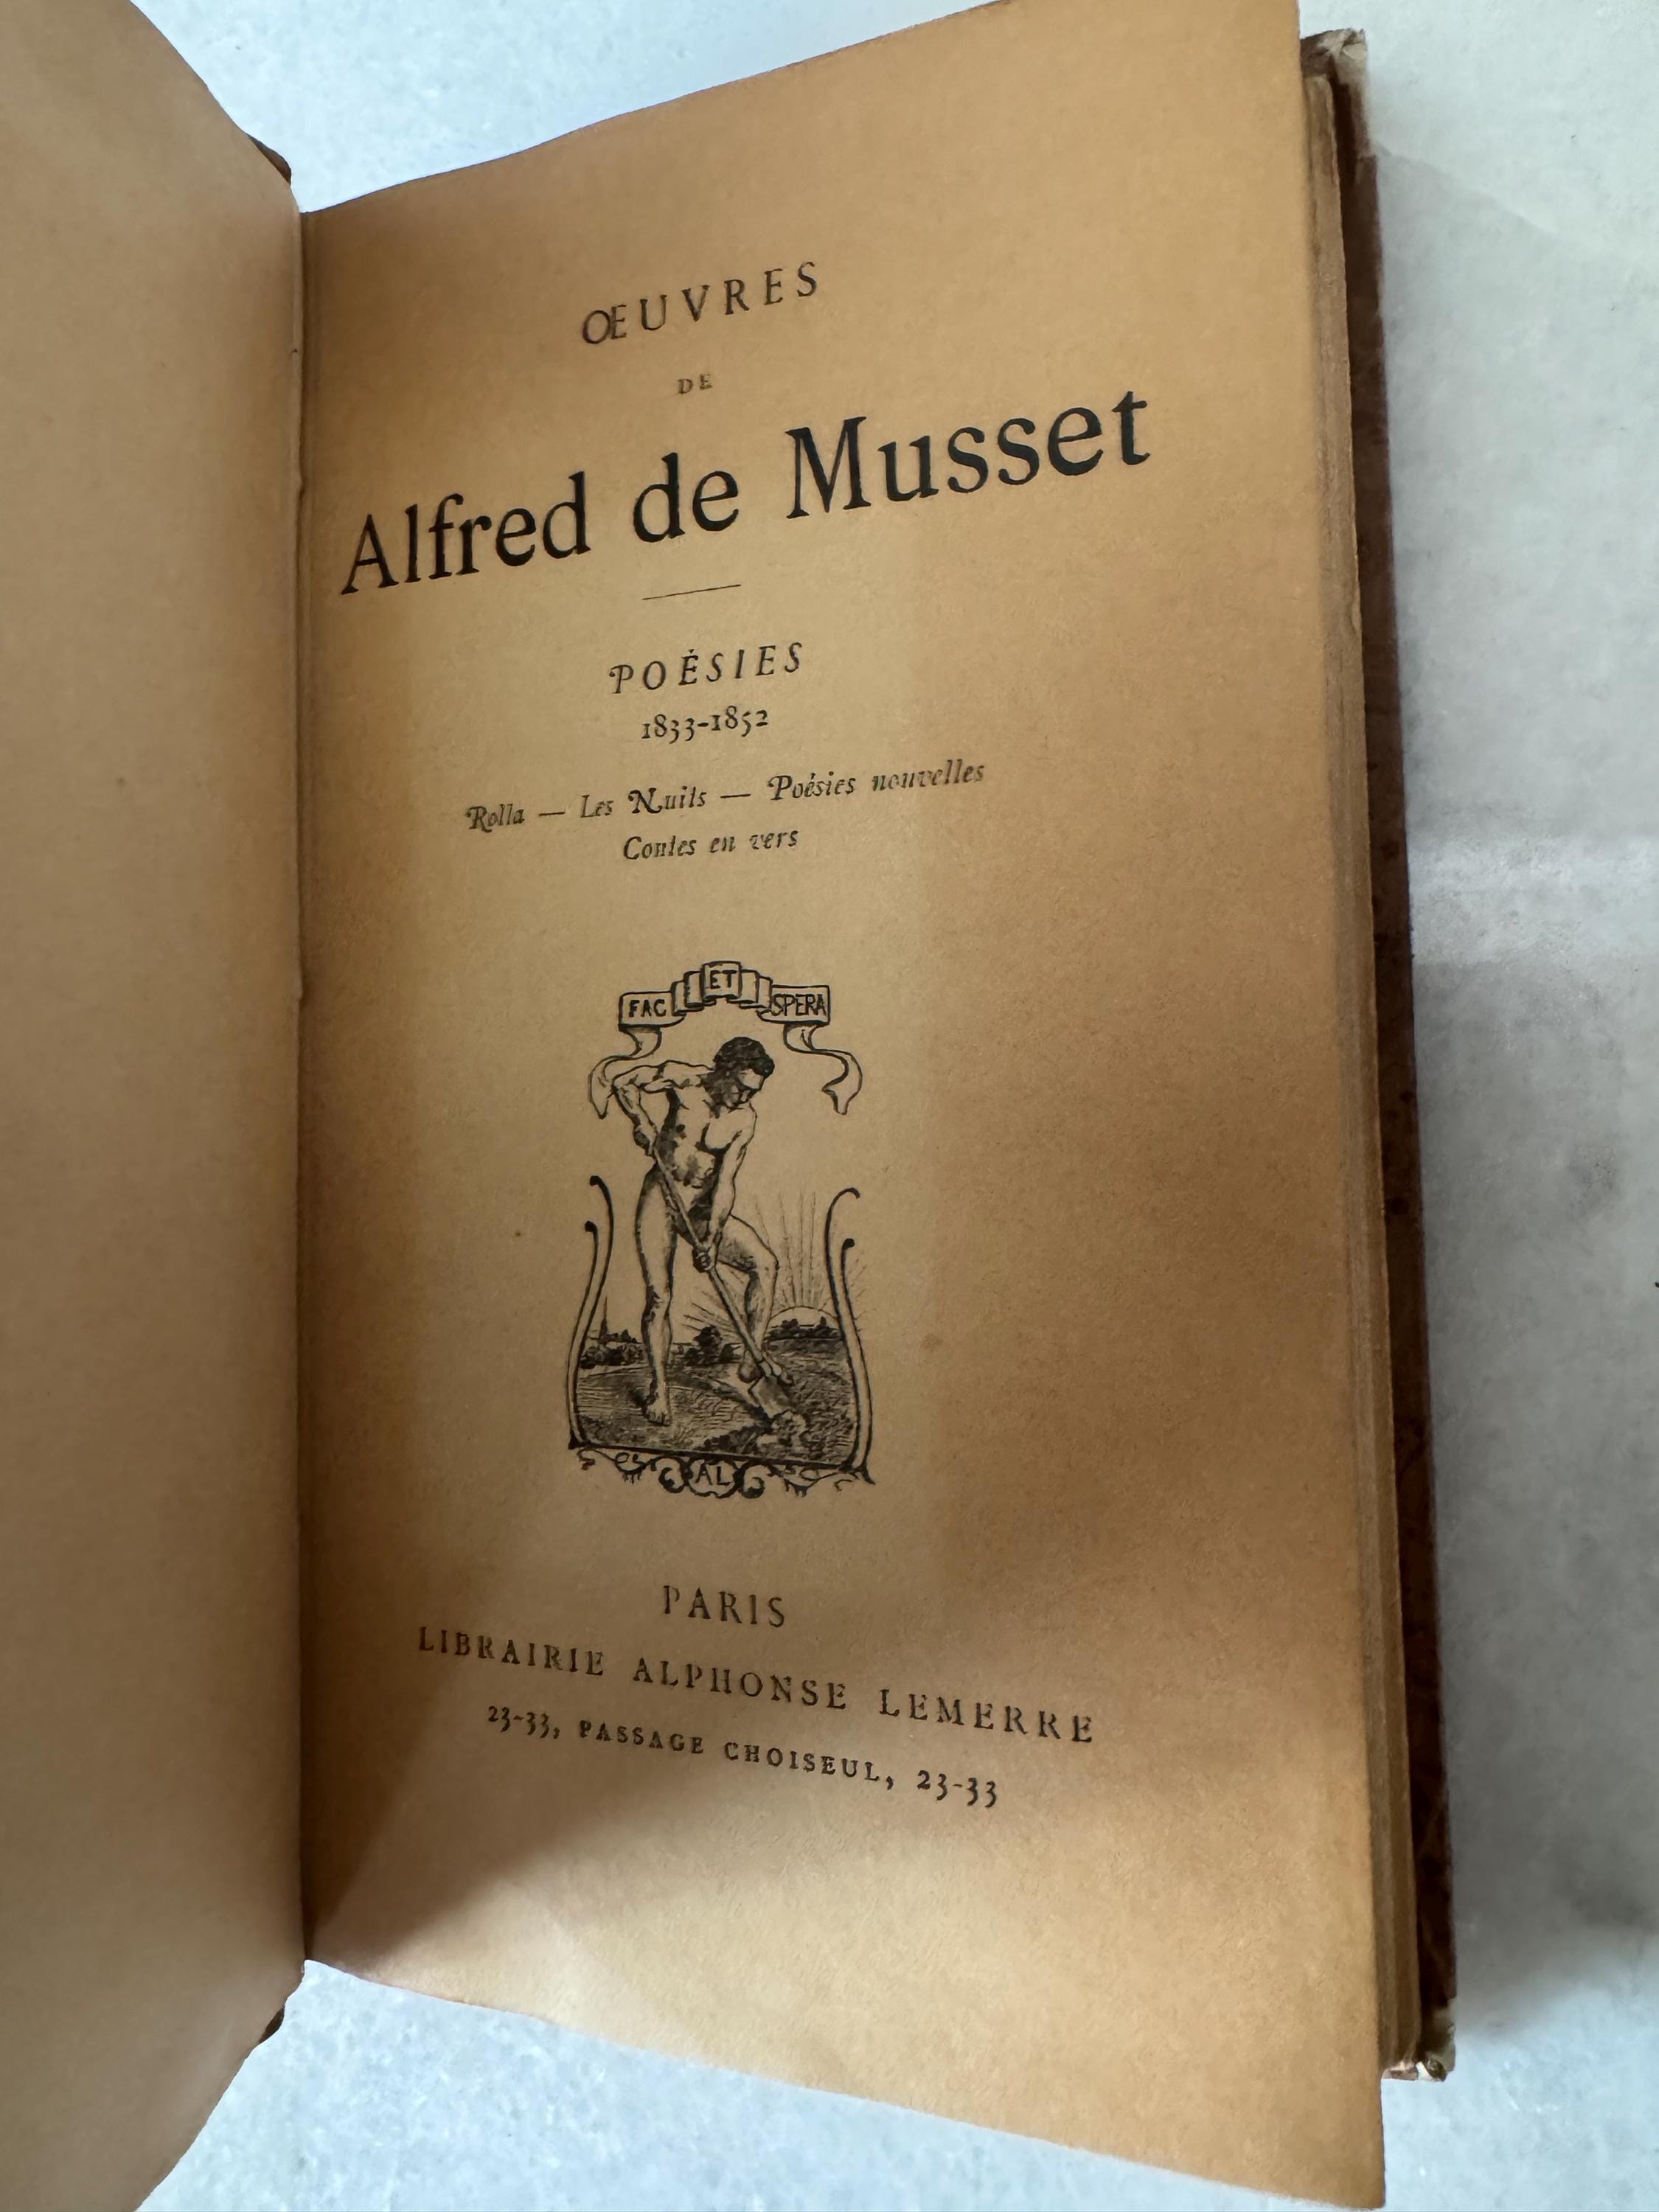 ŒUVRES
DE
Alfred de Musset
POÉSIES
1833-1852
Rolla — Les Nuits — Poésies nouvelles
Contes en vers
FAC ET SPERA
AL
PARIS
LIBRAIRIE ALPHONSE LEMERRE
23-33, PASSAGE CHOISEUL, 23-33